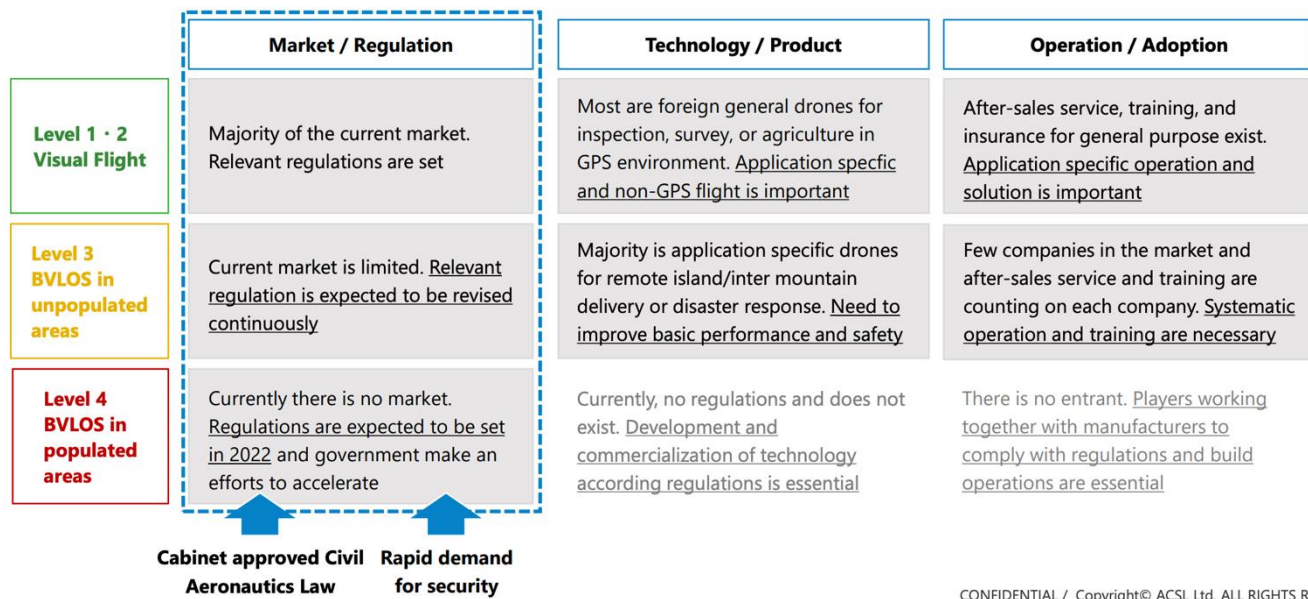 Market / Regulation
Technology / Product
Operation / Adoption
Level 1・2
Visual Flight
Majority of the current market.
Relevant regulations are set
Most are foreign general drones for
inspection, survey, or agriculture in
GPS environment. Application specfic
and non-GPS flight is important
After-sales service, training, and
insurance for general purpose exist.
Application specific operation and
solution is important
Level 3
BVLOS in
unpopulated
areas
Current market is limited. Relevant
regulation is expected to be revised
continuously
Majority is application specific drones
for remote island/inter mountain
delivery or disaster response. Need to
improve basic performance and safety
Few companies in the market and
after-sales service and training are
counting on each company. Systematic
operation and training are necessary
Level 4
BVLOS in
populated
areas
Currently there is no market.
Regulations are expected to be set
in 2022 and government make an
efforts to accelerate
Currently, no regulations and does not
exist. Development and
commercialization of technology
according regulations is essential
There is no entrant. Players working
together with manufacturers to
comply with regulations and build
operations are essential
Cabinet approved Civil
Aeronautics Law
Rapid demand
for security
CONFIDENTIAL / Copyright© ACSL Ltd. ALL RIGHTS R